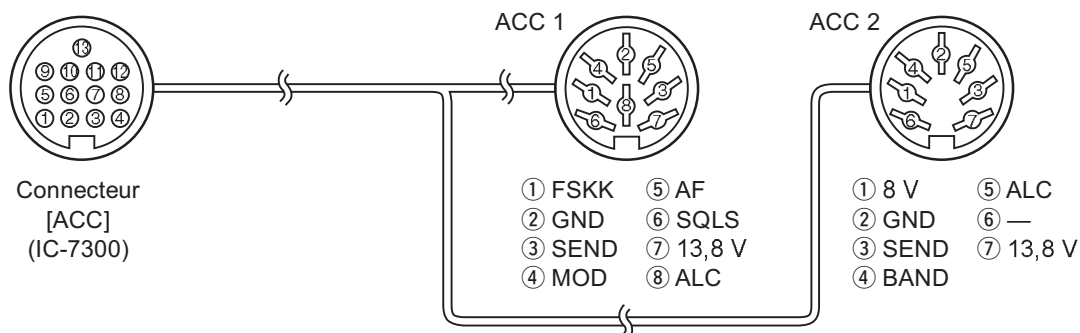 ACC 1
ACC 2
⑬
⑨ ⑩ ⑪ ⑫
⑤ ⑥ ⑦ ⑧
① ② ③ ④
② ④ ⑤ ① ③ ⑧ ⑥ ⑦
② ④ ⑤ ① ③ ⑥ ⑦
Connecteur
[ACC]
(IC-7300)
① FSKK ⑤ AF
② GND ⑥ SQLS
③ SEND ⑦ 13,8 V
④ MOD ⑧ ALC
① 8 V ⑤ ALC
② GND ⑥ —
③ SEND ⑦ 13,8 V
④ BAND